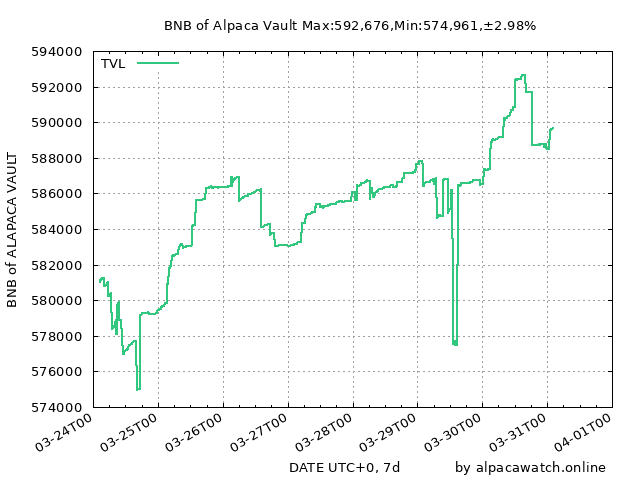 BNB of Alpaca Vault Max:592,676,Min:574,961,±2.98%
TVL
BNB of ALAPACA VAULT
594000
592000
590000
588000
586000
584000
582000
580000
578000
576000
574000
03-24T00
03-25T00
03-26T00
03-27T00
03-28T00
03-29T00
03-30T00
03-31T00
04-01T00
DATE UTC+0, 7d
by alpacawatch.online